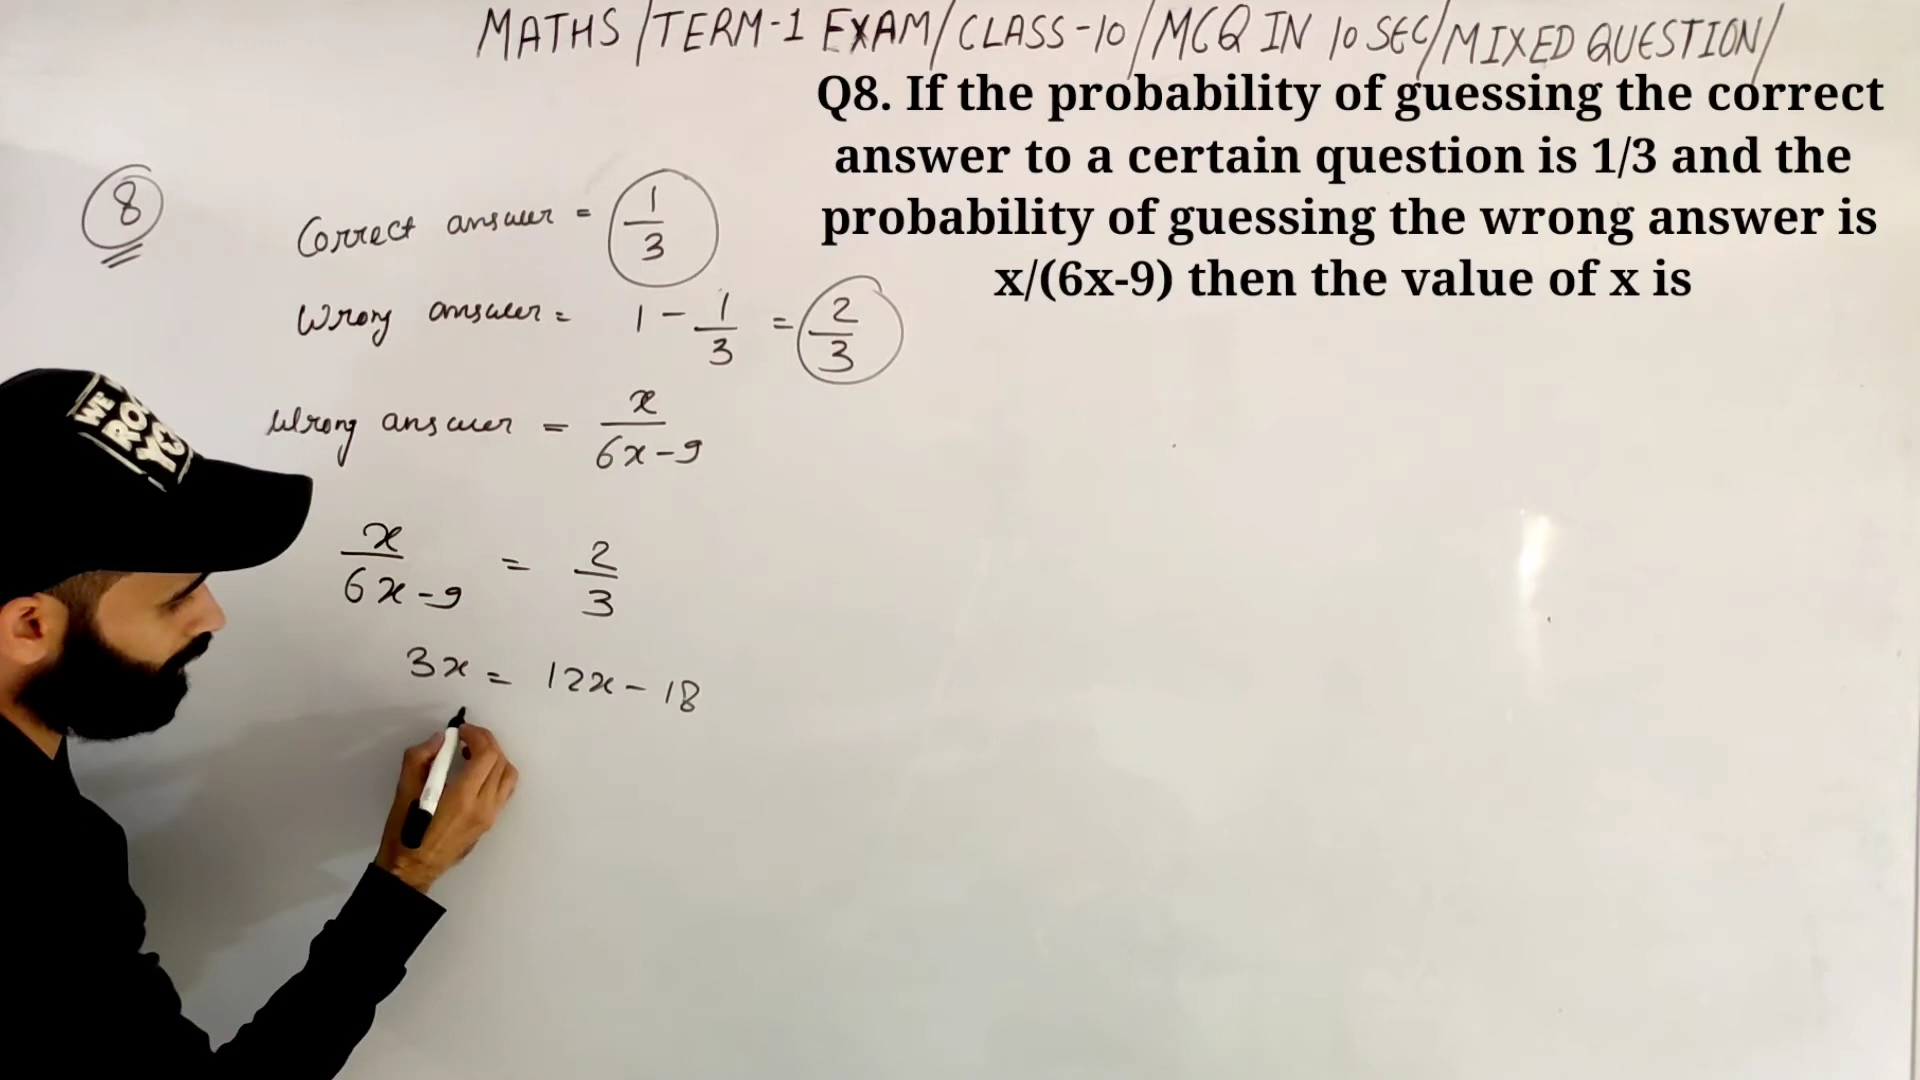 MATHS /TERM-1 EXAM/CLASS-10/MCQ IN 10 SEC/MIXED QUESTION/
Q8. If the probability of guessing the correct
answer to a certain question is 1/3 and the
probability of guessing the wrong answer is
x/(6x-9) then the value of x is
8
Correct answer = 1/3
Wrong answer = 1 - 1/3 = 2/3
Wrong answer = x/6x-9
x/6x-9 = 2/3
3x = 12x - 18
WE
RO
YO